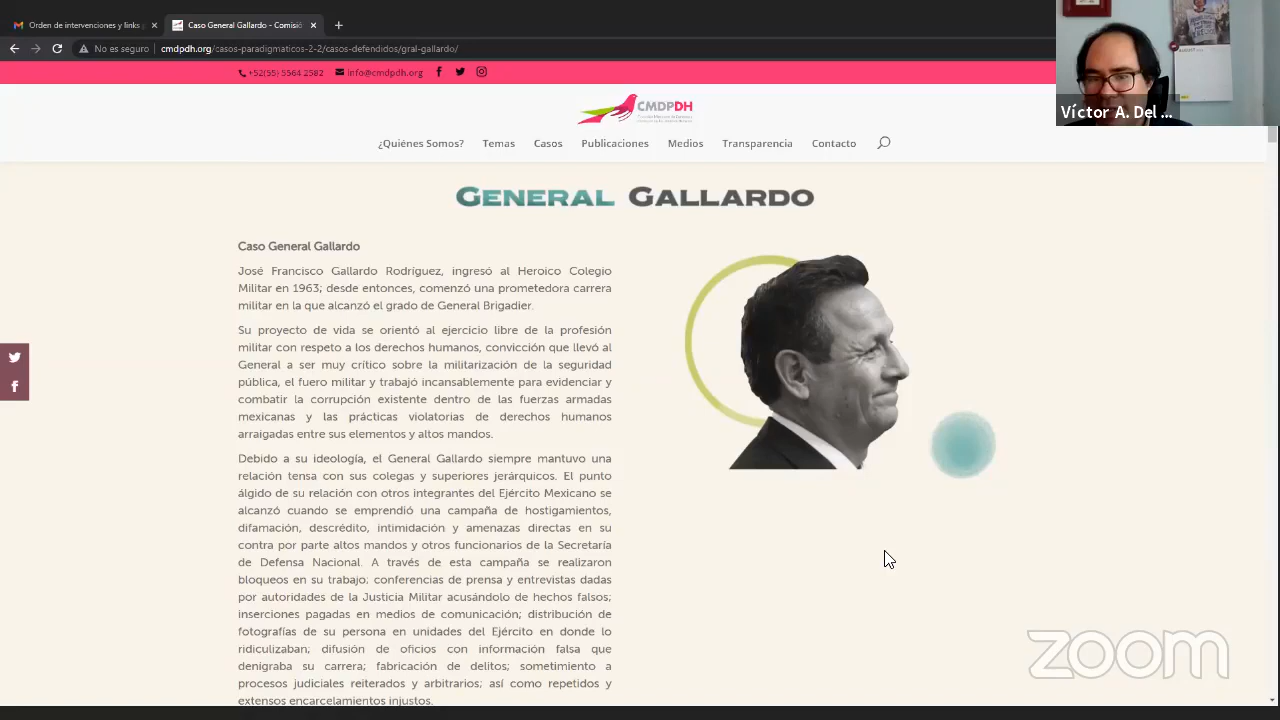 Orden de intervenciones y links p
Caso General Gallardo - Comisió
No seguro
cmdpdh.org/casos-paradigmaticos-2-2/casos-defendidos/gral-gallardo/
+52(55) 5564 2582
info@cmdpdh.org
CMDPDH
¿Quiénes Somos?
Temas
Casos
Publicaciones
Medios
Transparencia
Contacto
Víctor A. Del ...
GENERAL GALLARDO
Caso General Gallardo
José Francisco Gallardo Rodríguez, ingresó al Heroico Colegio
Militar en 1963; desde entonces, comenzó una prometedora carrera
militar en la que alcanzó el grado de General Brigadier.
Su proyecto de vida se orientó al ejercicio libre de la profesión
militar con respeto a los derechos humanos, convicción que llevó al
General a ser muy crítico sobre la militarización de la seguridad
pública, el fuero militar y trabajó incansablemente para evidenciar y
combatir la corrupción existente dentro de las fuerzas armadas
mexicanas y las prácticas violatorias de derechos humanos
arraigadas entre sus elementos y altos mandos.
Debido a su ideología, el General Gallardo siempre mantuvo una
relación tensa con sus colegas y superiores jerárquicos. El punto
álgido de su relación con otros integrantes del Ejército Mexicano se
alcanzó cuando se emprendió una campaña de hostigamientos,
difamación, descrédito, intimidación y amenazas directas en su
contra por parte altos mandos y otros funcionarios de la Secretaría
de Defensa Nacional. A través de esta campaña se realizaron
bloqueos en su trabajo; conferencias de prensa y entrevistas dadas
por autoridades de la Justicia Militar acusándolo de hechos falsos;
inserciones pagadas en medios de comunicación; distribución de
fotografías de su persona en unidades del Ejército en donde lo
ridiculizaban; difusión de oficios con información falsa que
denigraba su carrera; fabricación de delitos; sometimiento a
procesos judiciales reiterados y arbitrarios; así como repetidos y
extensos encarcelamientos injustos.
zoom